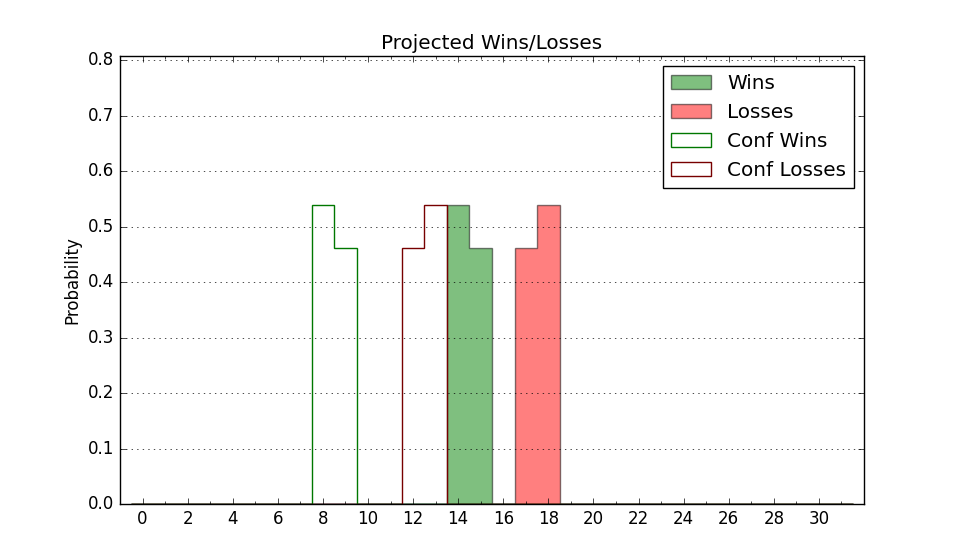 Projected Wins/Losses
0.8
0.7
0.6
0.5
0.4
0.3
0.2
0.1
0.0
Probability
Wins
Losses
Conf Wins
Conf Losses
0 2 4 6 8 10 12 14 16 18 20 22 24 26 28 30